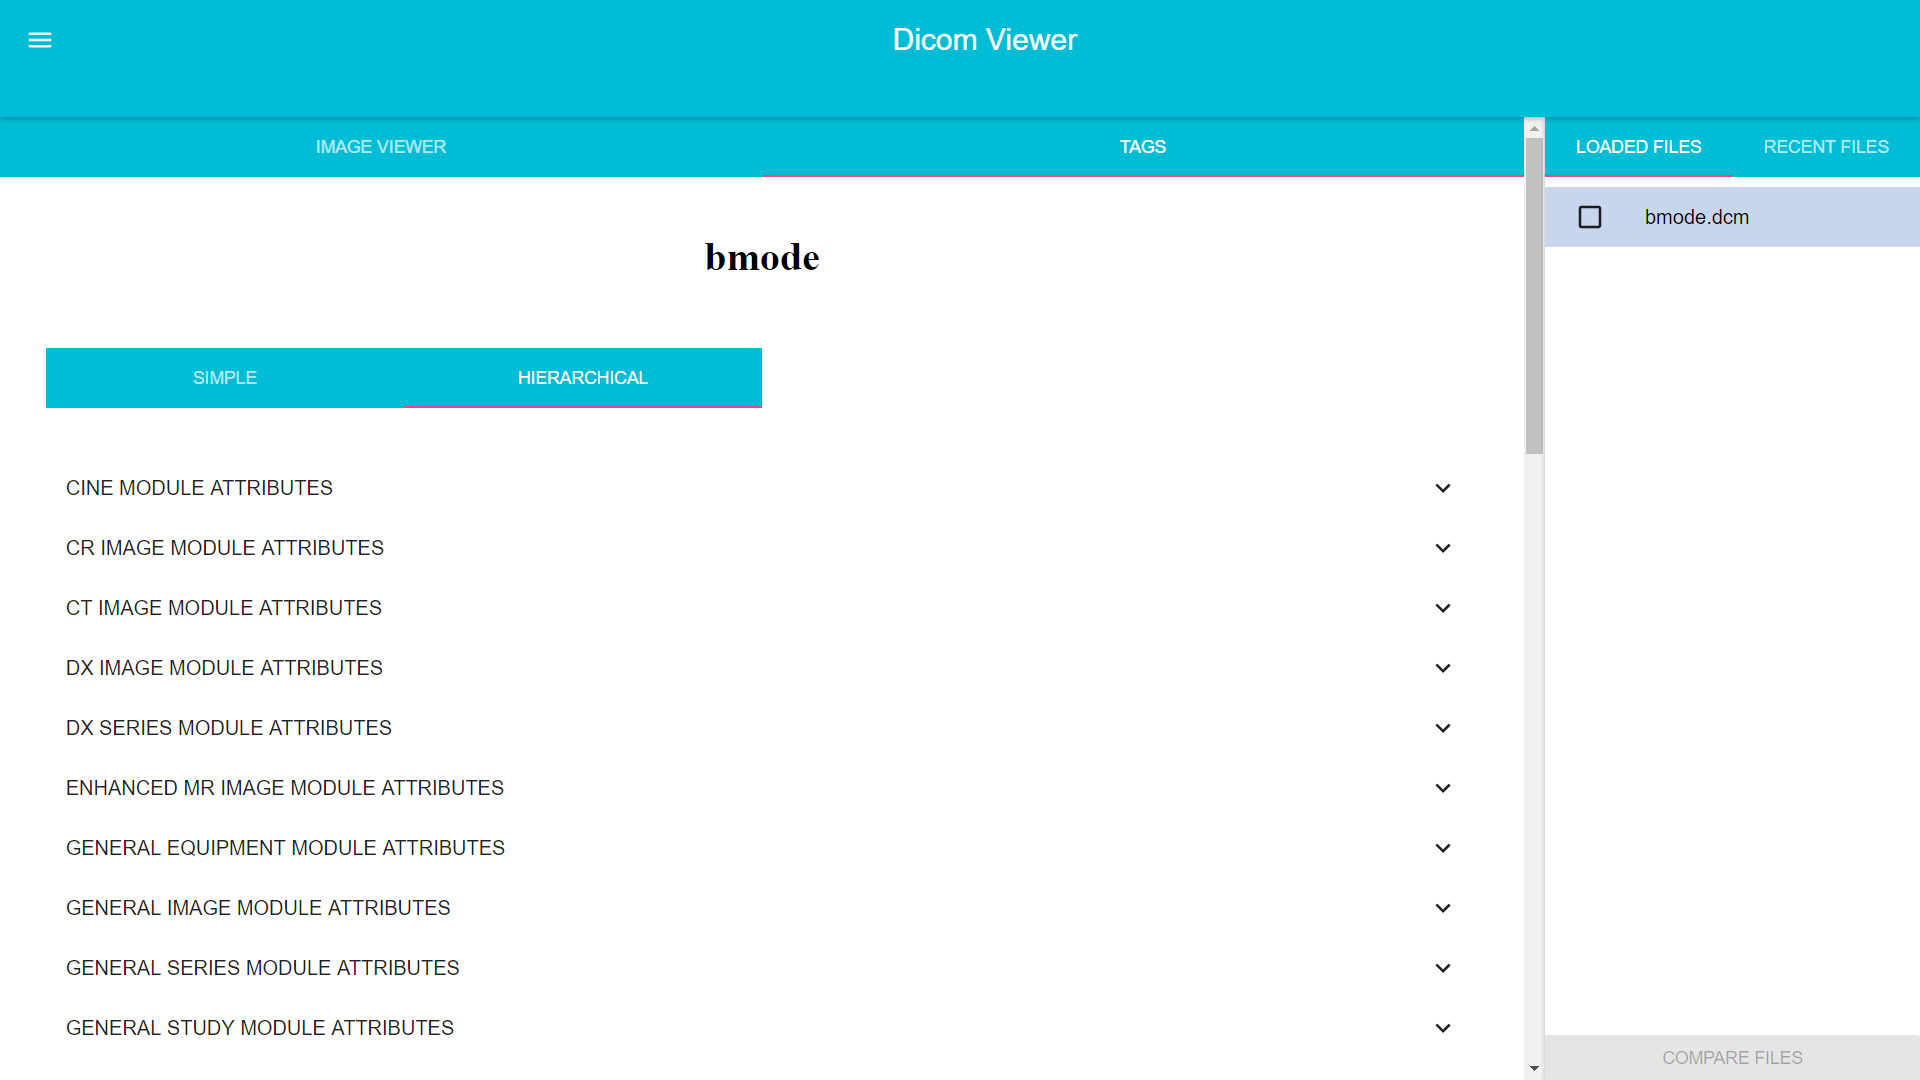 Dicom Viewer
IMAGE VIEWER
TAGS
LOADED FILES
RECENT FILES
bmode.dcm
bmode
SIMPLE
HIERARCHICAL
CINE MODULE ATTRIBUTES
CR IMAGE MODULE ATTRIBUTES
CT IMAGE MODULE ATTRIBUTES
DX IMAGE MODULE ATTRIBUTES
DX SERIES MODULE ATTRIBUTES
ENHANCED MR IMAGE MODULE ATTRIBUTES
GENERAL EQUIPMENT MODULE ATTRIBUTES
GENERAL IMAGE MODULE ATTRIBUTES
GENERAL SERIES MODULE ATTRIBUTES
GENERAL STUDY MODULE ATTRIBUTES
COMPARE FILES